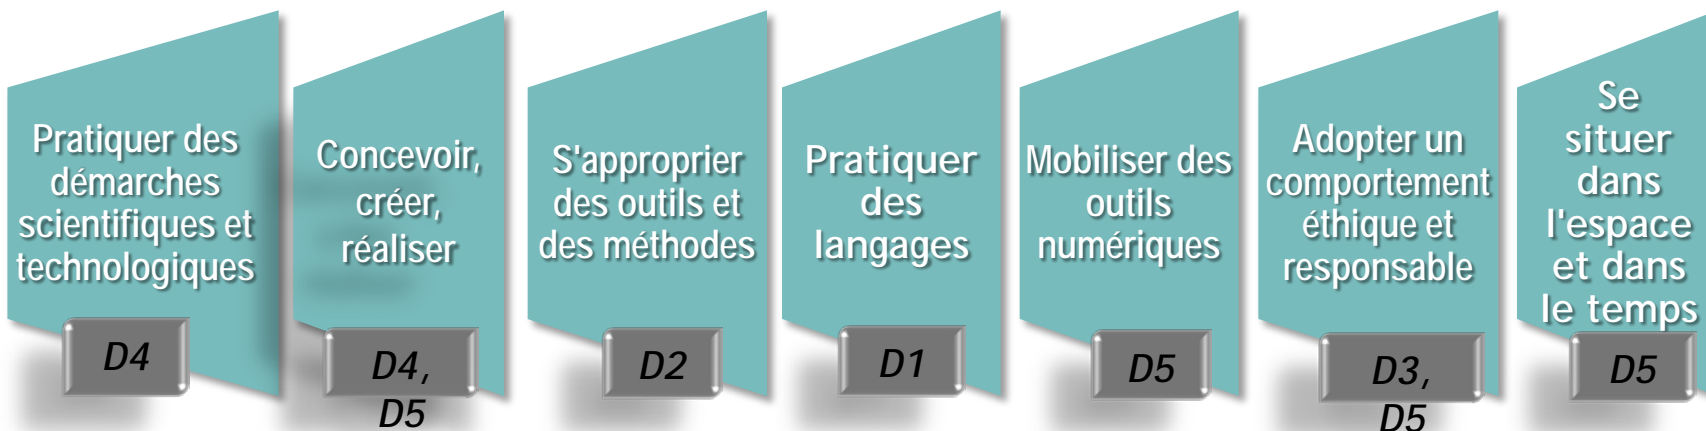 Pratiquer des
démarches
scientifiques et
technologiques
D4
Concevoir,
créer,
réaliser
D4,
D5
S'approprier
des outils et
des méthodes
D2
Pratiquer
des
langages
D1
Mobiliser des
outils
numériques
D5
Adopter un
comportement
éthique et
responsable
D3,
D5
Se
situer
dans
l'espace
et dans
le temps
D5